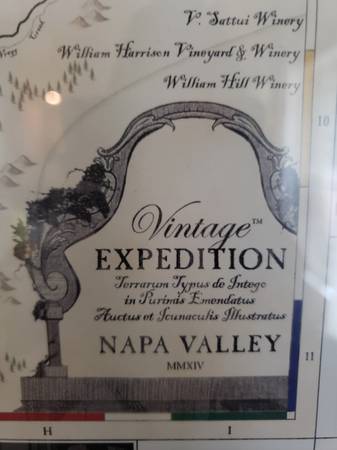 V. Sattui Winery
William Harrison Vineyard & Winery
William Hill Winery
10
Vintage™
EXPEDITION
Terrarum Typus de Intego
in Purimis Emendatus
Auctus et Icunaculis Illustratus
NAPA VALLEY
MMXIV
11
H I